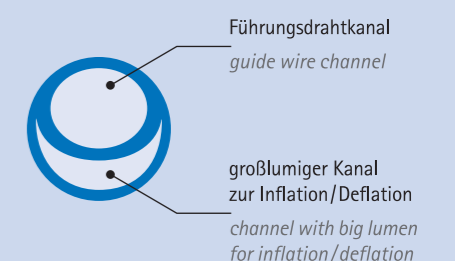 Führungsdrahtkanal
guide wire channel
großlumiger Kanal
zur Inflation/Deflation
channel with big lumen
for inflation/deflation